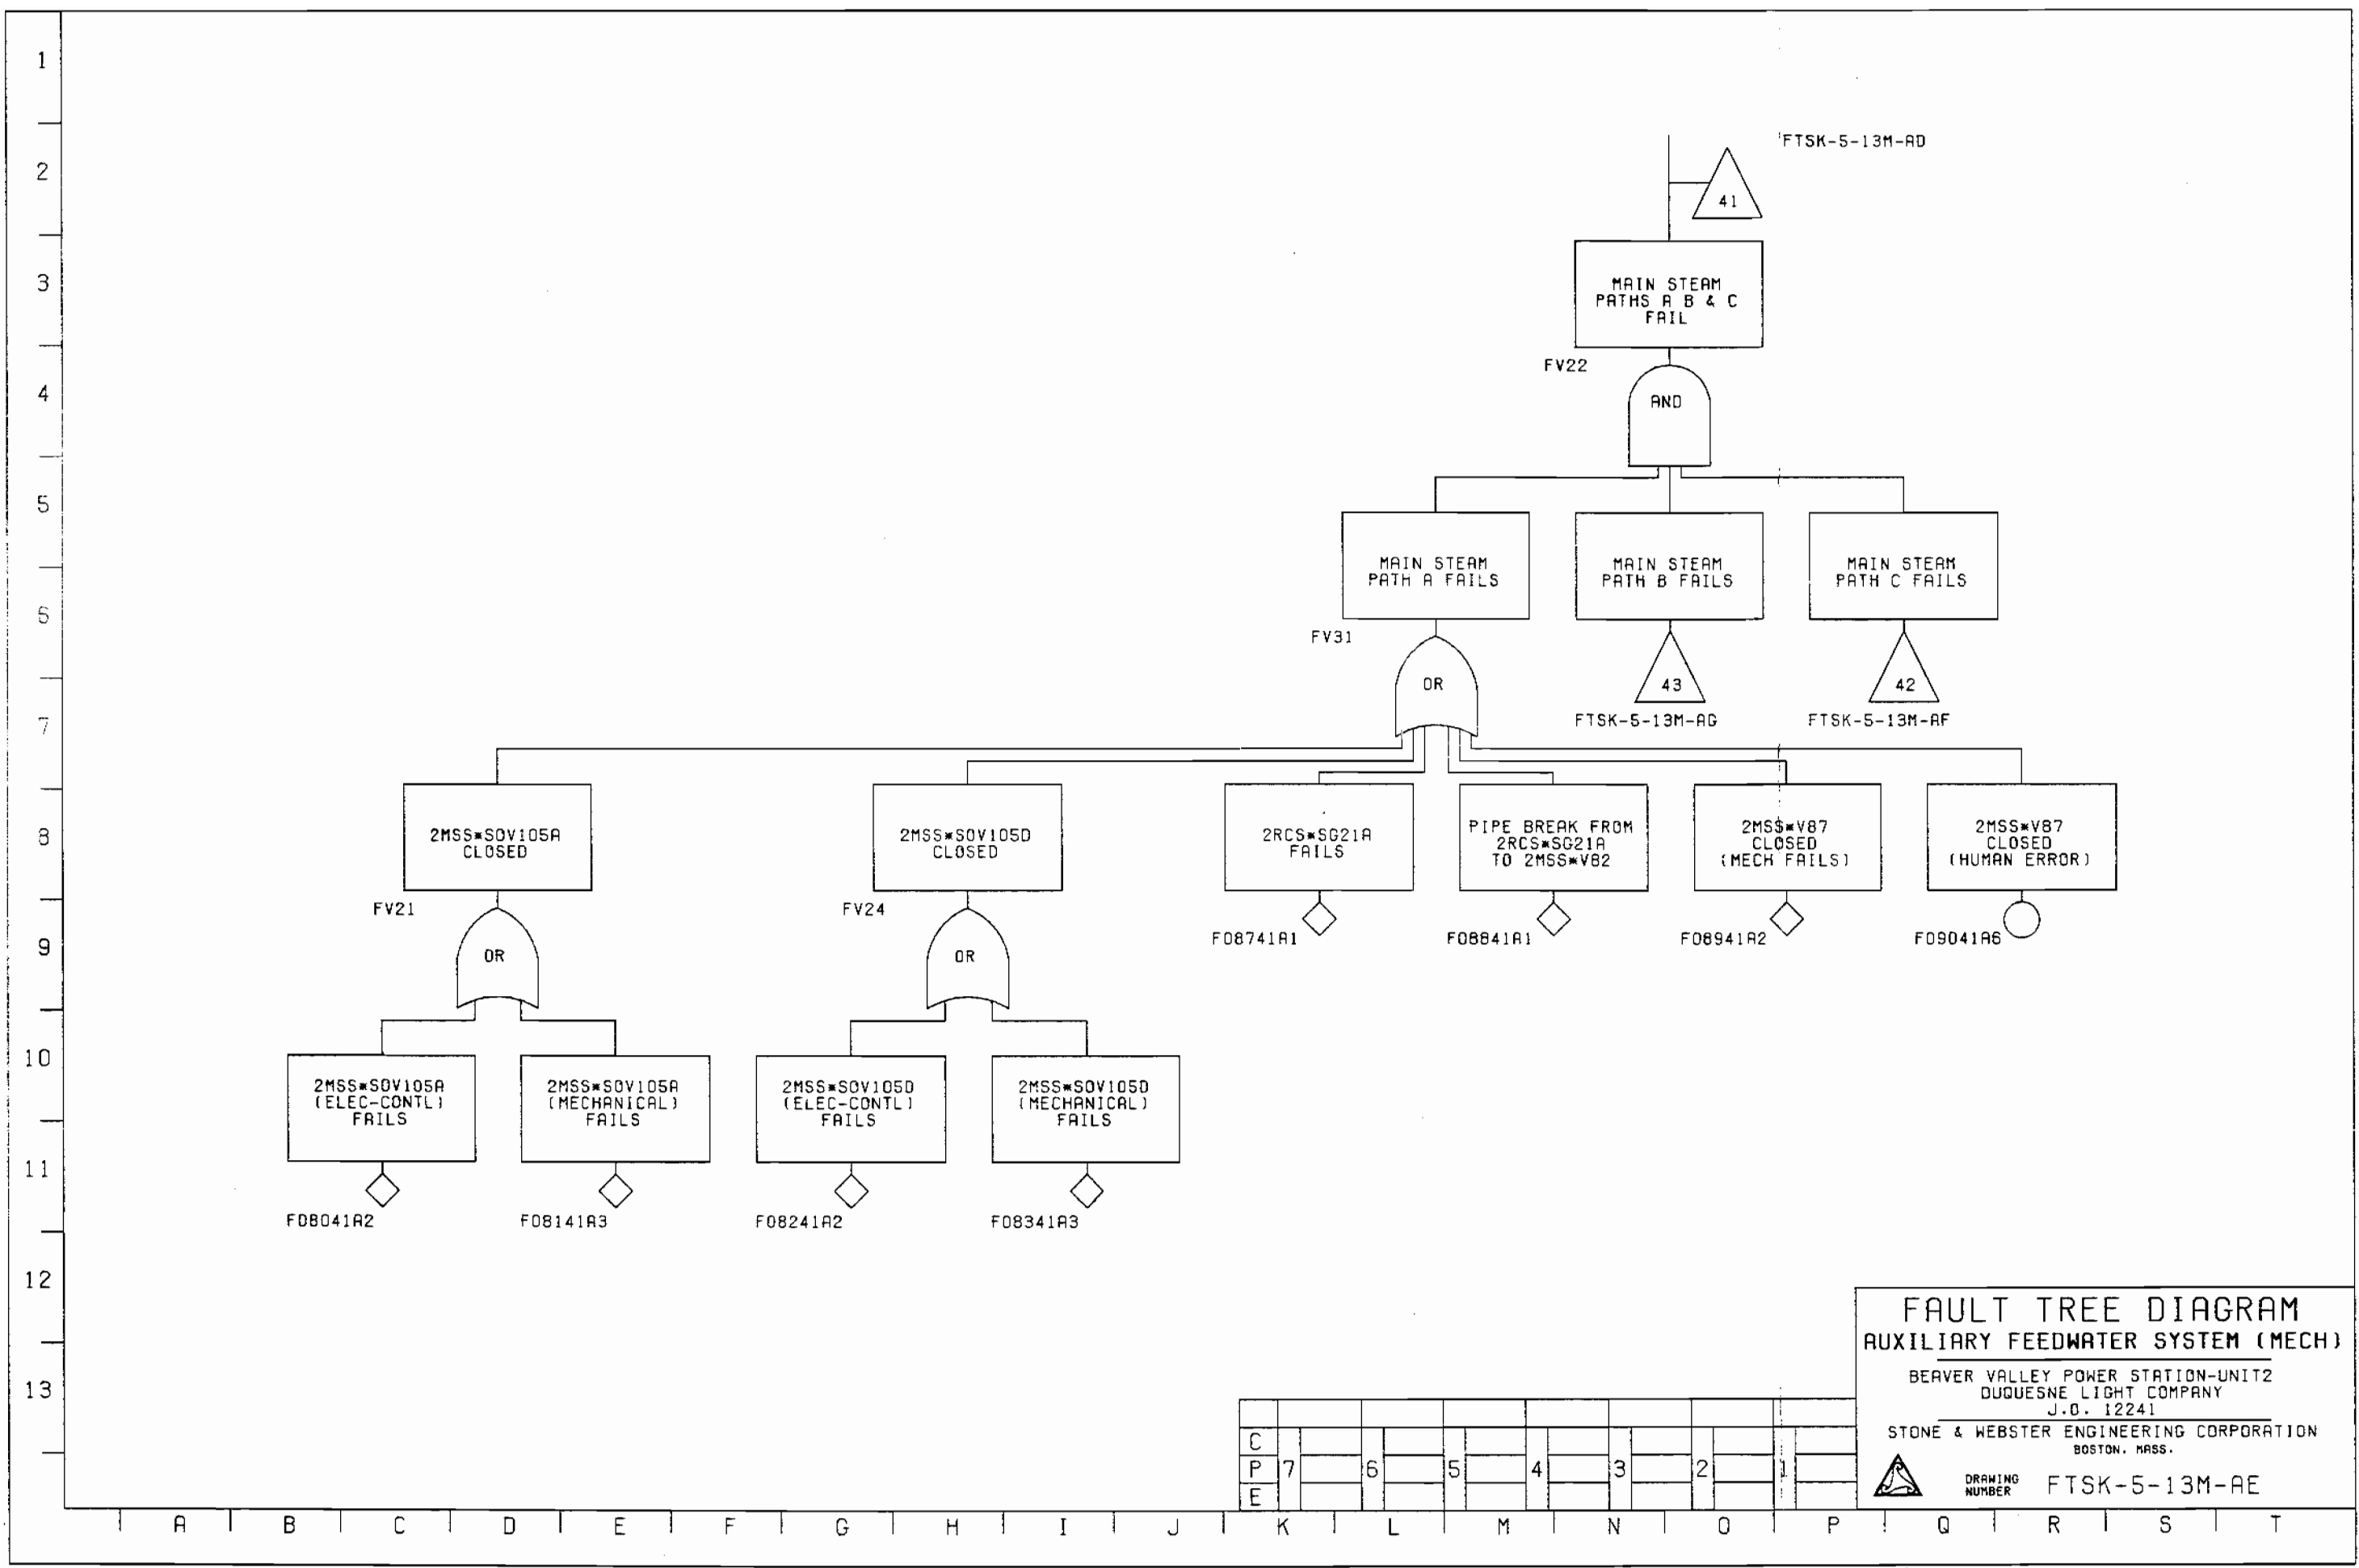 1
2
3
4
5
6
7
8
9
10
11
12
13
FTSK-5-13M-AD
41
MAIN STEAM
PATHS A B & C
FAIL
FV22
AND
MAIN STEAM
PATH A FAILS
MAIN STEAM
PATH B FAILS
MAIN STEAM
PATH C FAILS
FV31
OR
43
42
FTSK-5-13M-AG
FTSK-5-13M-AF
2MSS*SOV105A
CLOSED
2MSS*SOV105D
CLOSED
2RCS*SG21A
FAILS
PIPE BREAK FROM
2RCS*SG21A
TO 2MSS*V82
2MSS*V87
CLOSED
(MECH FAILS)
2MSS*V87
CLOSED
(HUMAN ERROR)
FV21
OR
FV24
OR
F08741A1
F08841A1
F08941A2
F09041A6
2MSS*SOV105A
(ELEC-CONTL)
FAILS
2MSS*SOV105A
(MECHANICAL)
FAILS
2MSS*SOV105D
(ELEC-CONTL)
FAILS
2MSS*SOV105D
(MECHANICAL)
FAILS
F08041A2
F08141A3
F08241A2
F08341A3
FAULT TREE DIAGRAM
AUXILIARY FEEDWATER SYSTEM (MECH)
BEAVER VALLEY POWER STATION-UNIT2
DUQUESNE LIGHT COMPANY
J.O. 12241
STONE & WEBSTER ENGINEERING CORPORATION
BOSTON. MASS.
DRAWING
NUMBER
FTSK-5-13M-AE
C
P 7 6 5 4 3 2 1
E
A B C D E F G H I J K L M N O P Q R S T